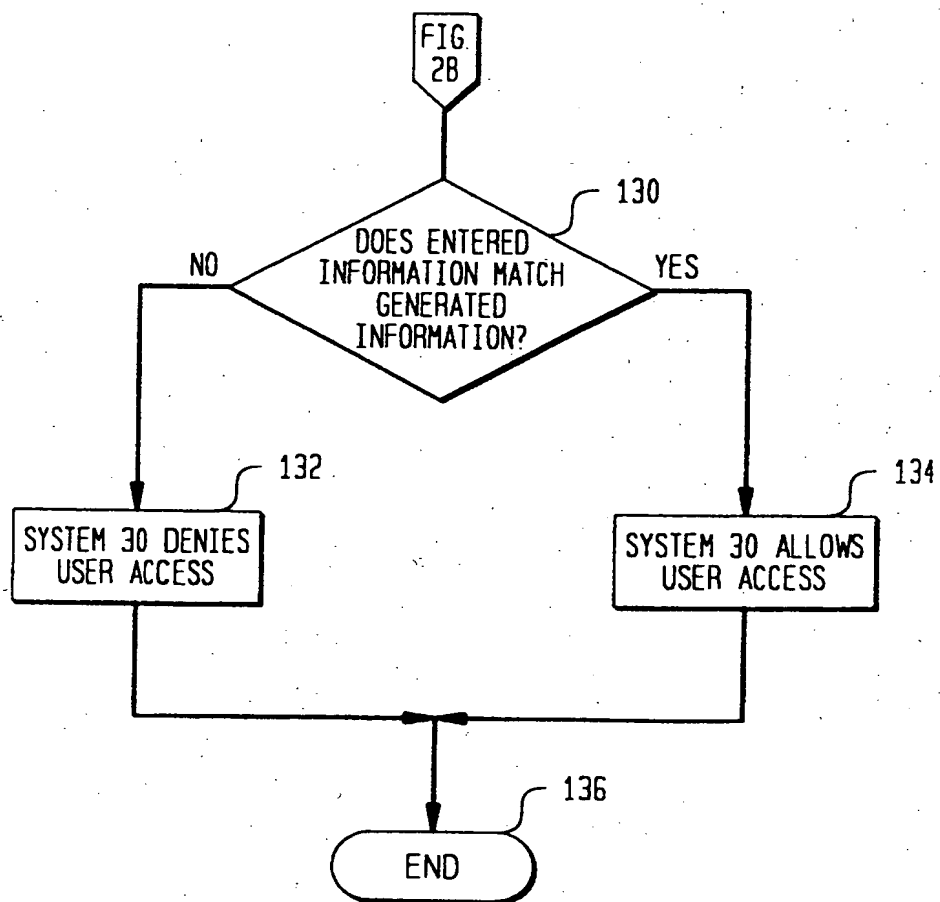 FIG.
2B
130
DOES ENTERED
INFORMATION MATCH
GENERATED
INFORMATION?
NO
YES
132
134
SYSTEM 30 DENIES
USER ACCESS
SYSTEM 30 ALLOWS
USER ACCESS
136
END